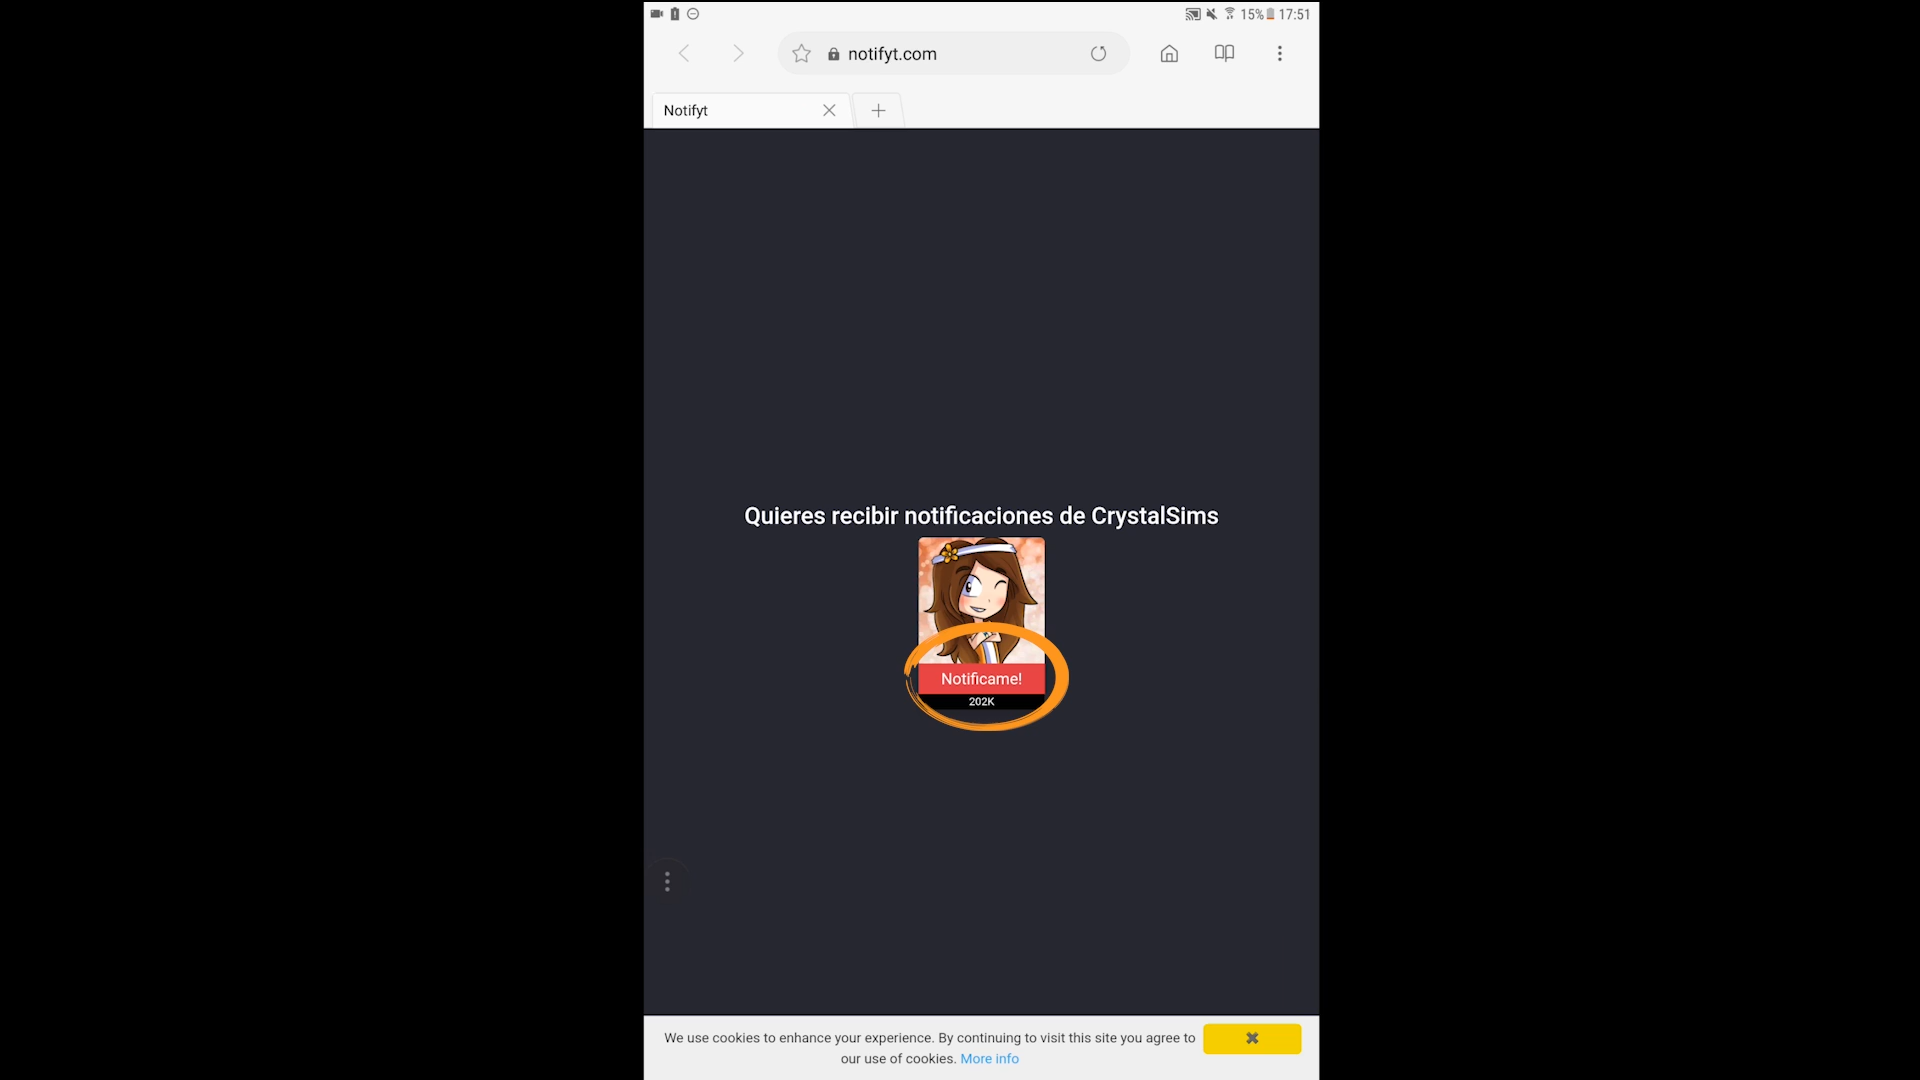 15% 17:51
notifyt.com
Notifyt
Quieres recibir notificaciones de CrystalSims
Notificame!
202K
We use cookies to enhance your experience. By continuing to visit this site you agree to
our use of cookies. More info